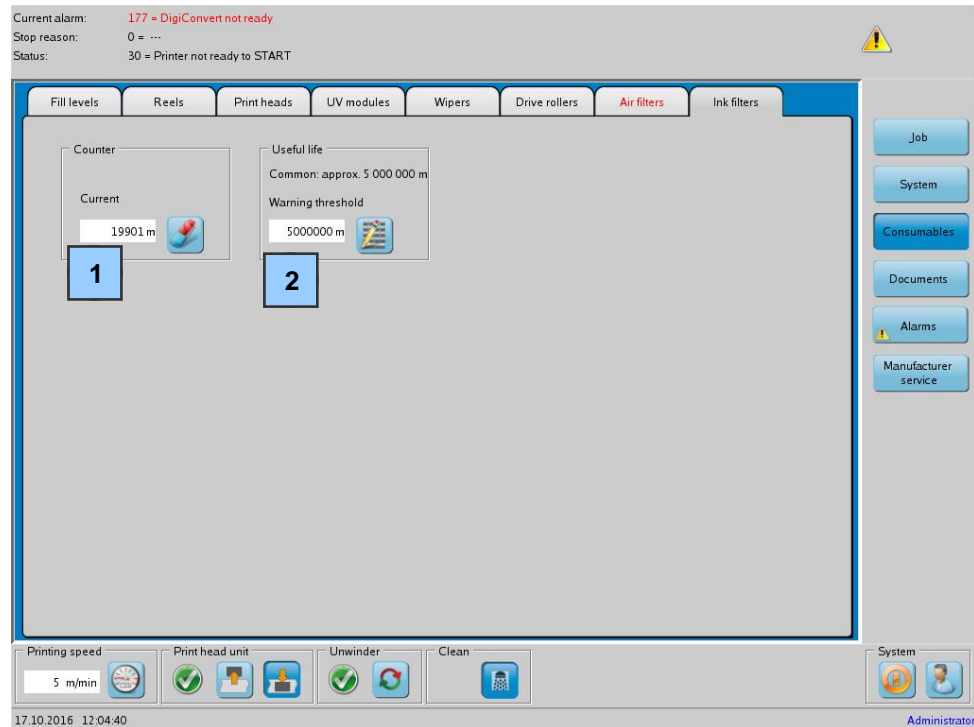 Current alarm: 177 = DigiConvert not ready
Stop reason: 0 = ---
Status: 30 = Printer not ready to START
Fill levels Reels Print heads UV modules Wipers Drive rollers Air filters Ink filters
Counter
Current
19901 m
1
Useful life
Common: approx. 5 000 000 m
Warning threshold
5000000 m
2
Job
System
Consumables
Documents
Alarms
Manufacturer
service
Printing speed
5 m/min
Print head unit
Unwinder
Clean
System
17.10.2016 12:04:40
Administrator